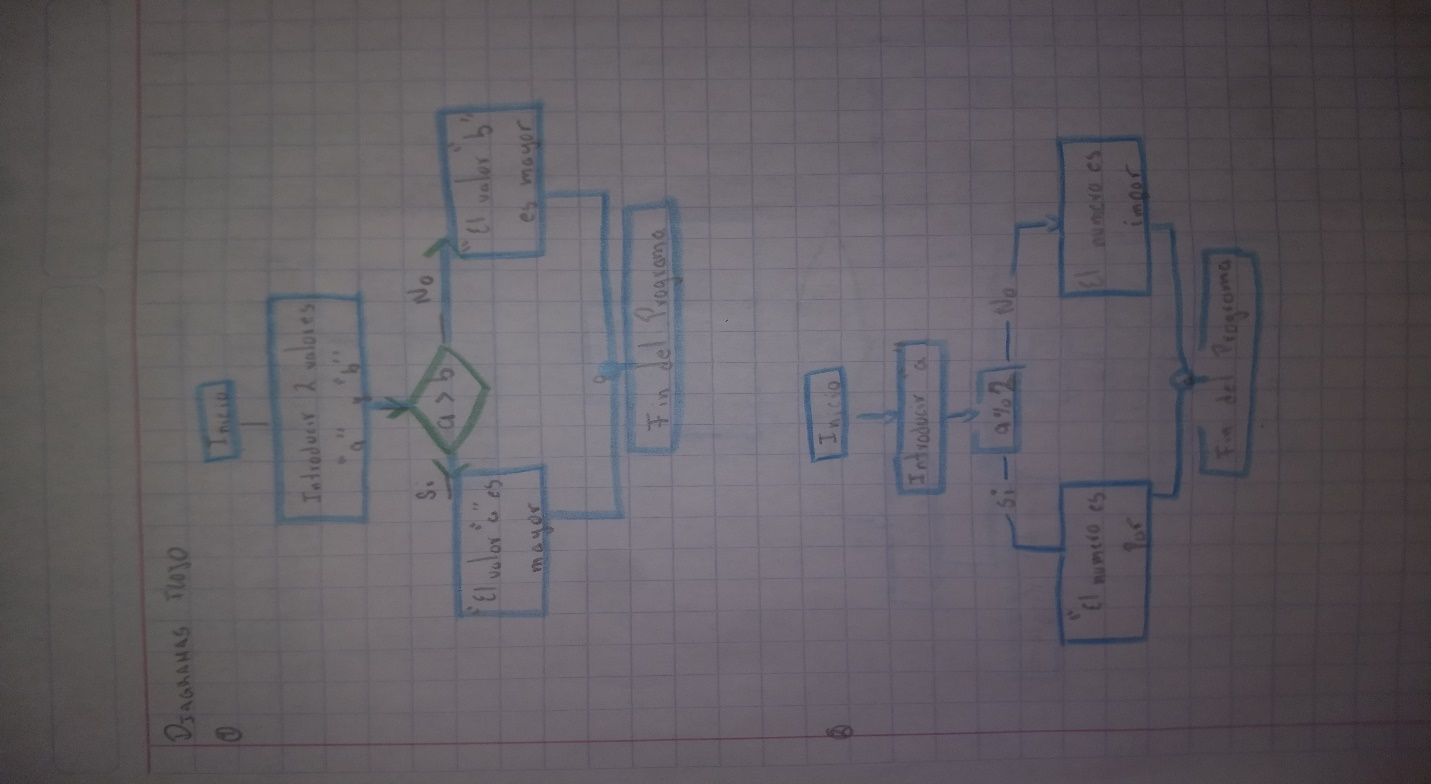 DIAGRAMAS FLUJO
①
Inicio
Introducir 2 valores
"a" y "b"
a > b
Si
No
"El valor "a" es
mayor
"El valor "b"
es mayor
Fin del Programa
②
Inicio
Introducir "a
a%2
Si
No
"El numero es
Par
El numero es
impar
Fin del Programa